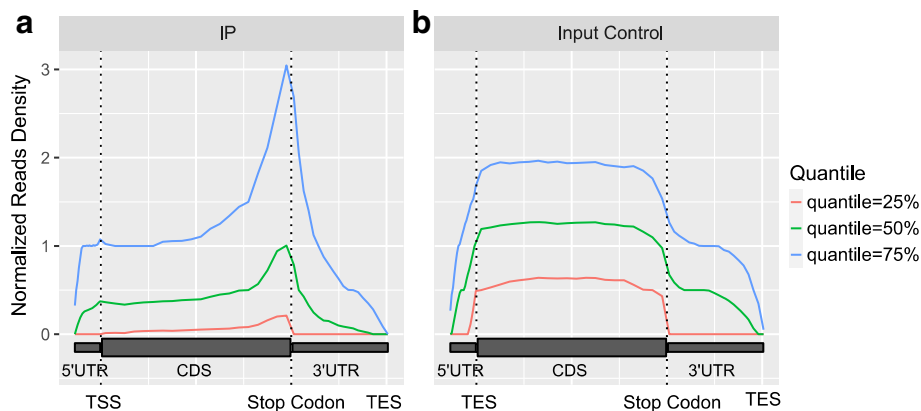 a
b
IP
Input Control
Normalized Reads Density
3
2
1
0
5'UTR
CDS
3'UTR
5'UTR
CDS
3'UTR
TSS
Stop Codon
TES
TES
Stop Codon
TES
Quantile
quantile=25%
quantile=50%
quantile=75%